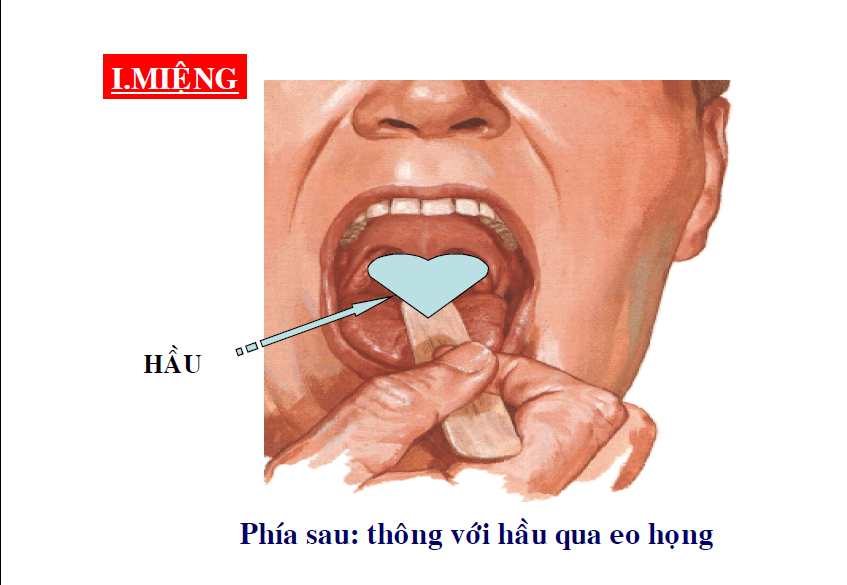 I.MIỆNG
HẦU
Phía sau: thông với hầu qua eo họng